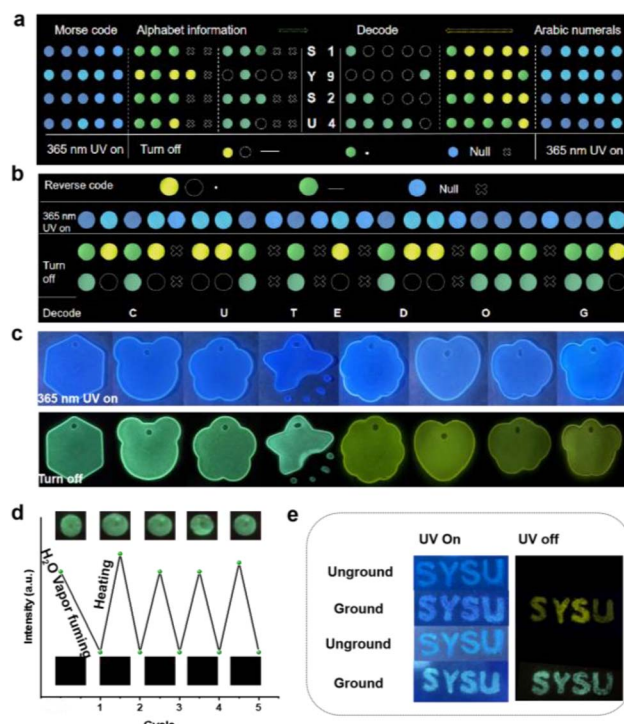 a
Morse code Alphabet information Decode Arabic numerals
S 1
Y 9
S 2
U 4
365 nm UV on Turn off — · Null 365 nm UV on
b
Reverse code · — Null
365 nm
UV on
Turn
off
Decode C U T E D O G
c
365 nm UV on
Turn off
d
Intensity (a.u.)
H2O Vapor fuming
Heating
1 2 3 4 5
Cycle
e
UV On UV off
Unground SYSU
Ground SYSU SYSU
Unground SYSU
Ground SYSU SYSU